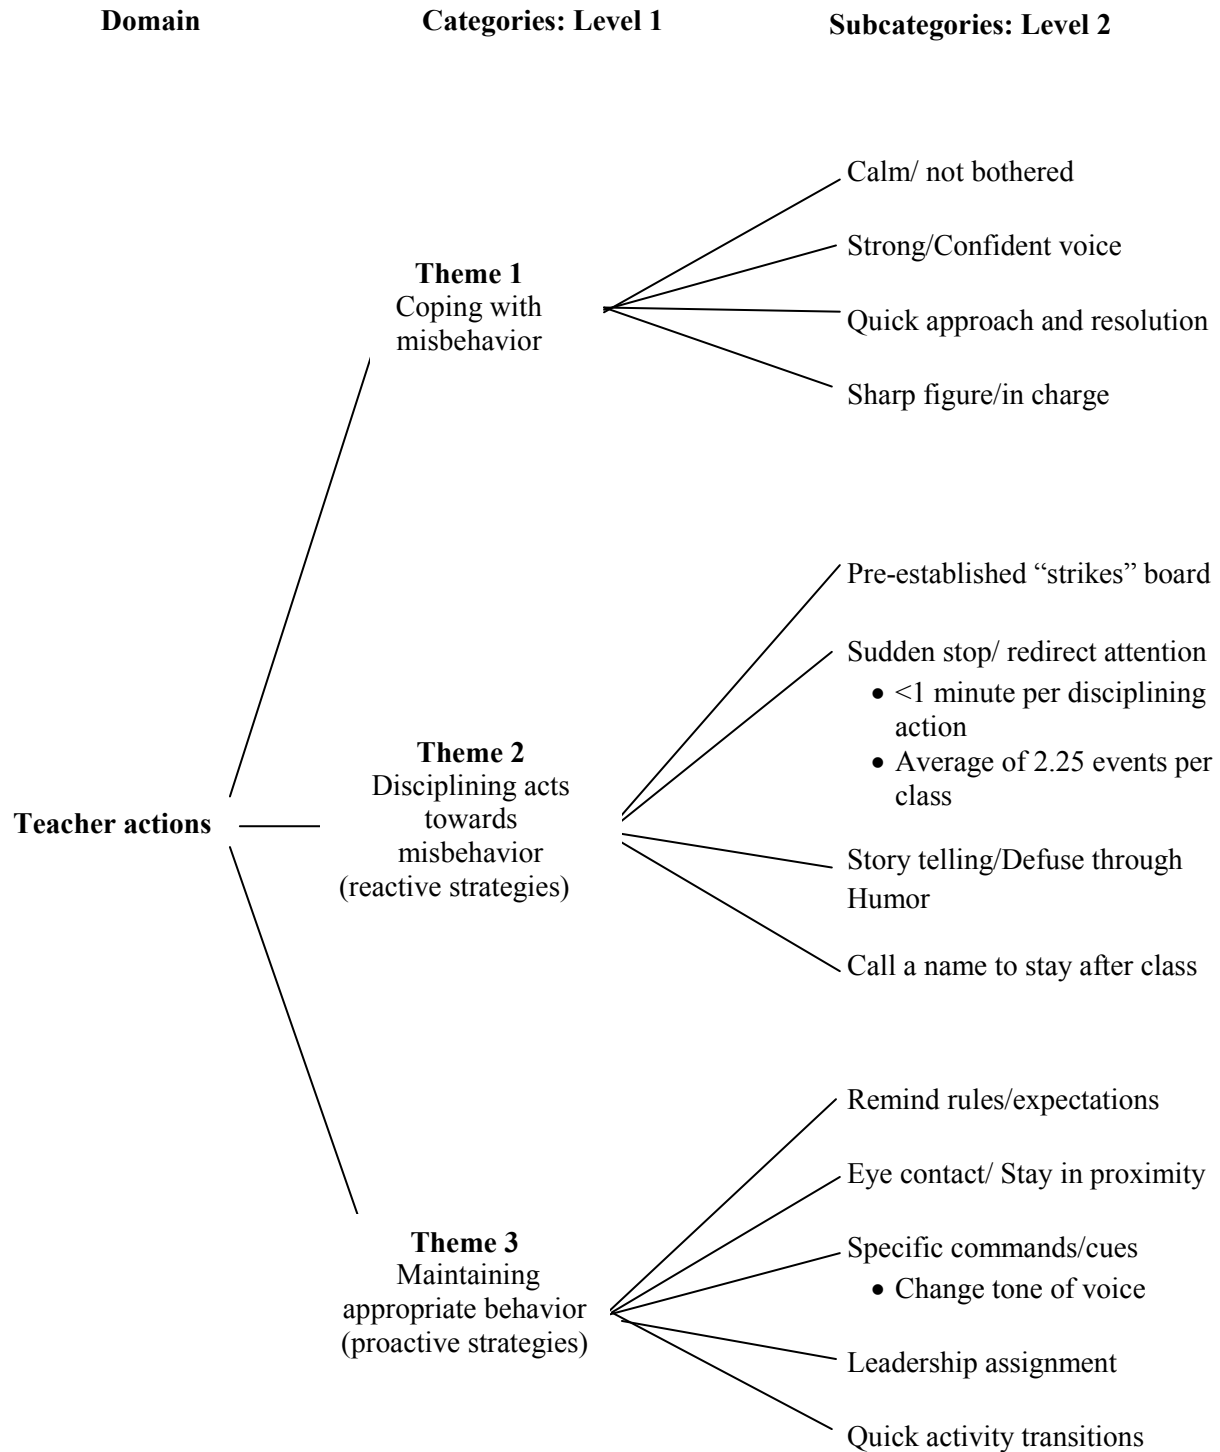 Domain
Categories: Level 1
Subcategories: Level 2
Calm/ not bothered
Strong/Confident voice
Theme 1
Coping with
misbehavior
Quick approach and resolution
Sharp figure/in charge
Pre-established “strikes” board
Sudden stop/ redirect attention
• <1 minute per disciplining
action
• Average of 2.25 events per
class
Theme 2
Disciplining acts
towards
misbehavior
(reactive strategies)
Teacher actions
Story telling/Defuse through
Humor
Call a name to stay after class
Remind rules/expectations
Eye contact/ Stay in proximity
Theme 3
Maintaining
appropriate behavior
(proactive strategies)
Specific commands/cues
• Change tone of voice
Leadership assignment
Quick activity transitions